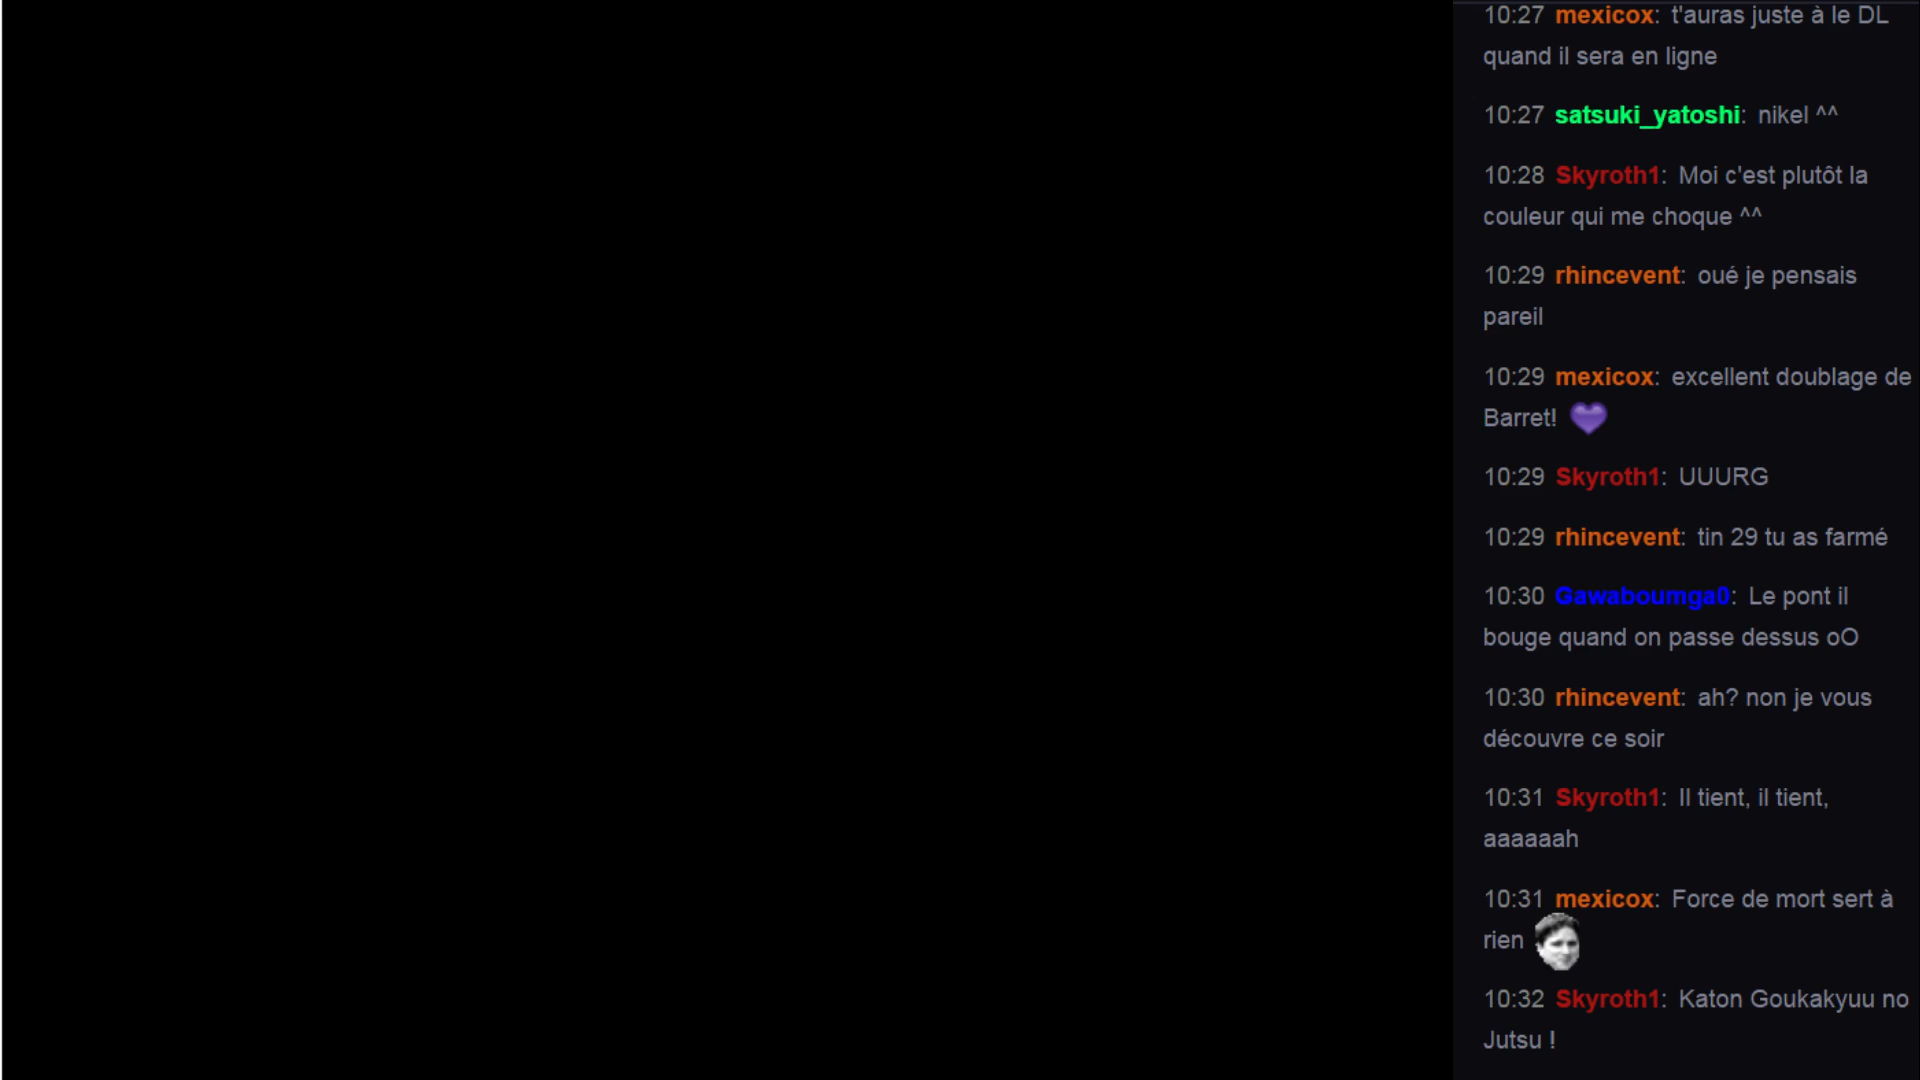 10:27 mexicox: t'auras juste à le DL
quand il sera en ligne
10:27 satsuki_yatoshi: nikel ^^
10:28 Skyroth1: Moi c'est plutôt la
couleur qui me choque ^^
10:29 rhincevent: oué je pensais
pareil
10:29 mexicox: excellent doublage de
Barret!
10:29 Skyroth1: UUURG
10:29 rhincevent: tin 29 tu as farmé
10:30 Gawaboumga0: Le pont il
bouge quand on passe dessus oO
10:30 rhincevent: ah? non je vous
découvre ce soir
10:31 Skyroth1: Il tient, il tient,
aaaaaah
10:31 mexicox: Force de mort sert à
rien
10:32 Skyroth1: Katon Goukakyuu no
Jutsu !